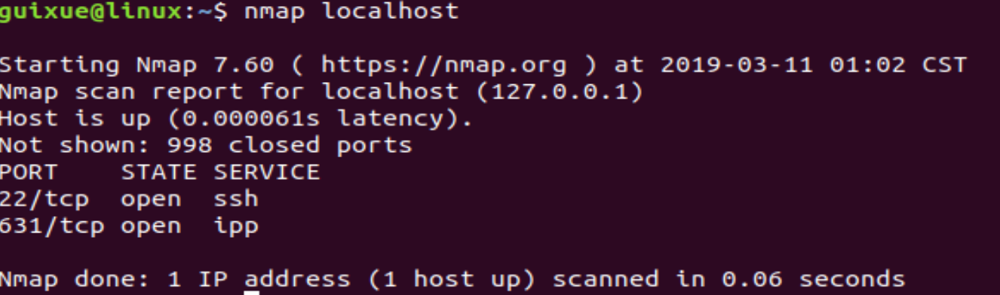 guixue@linux:~$ nmap localhost
Starting Nmap 7.60 ( https://nmap.org ) at 2019-03-11 01:02 CST
Nmap scan report for localhost (127.0.0.1)
Host is up (0.000061s latency).
Not shown: 998 closed ports
PORT    STATE SERVICE
22/tcp  open  ssh
631/tcp open  ipp
Nmap done: 1 IP address (1 host up) scanned in 0.06 seconds